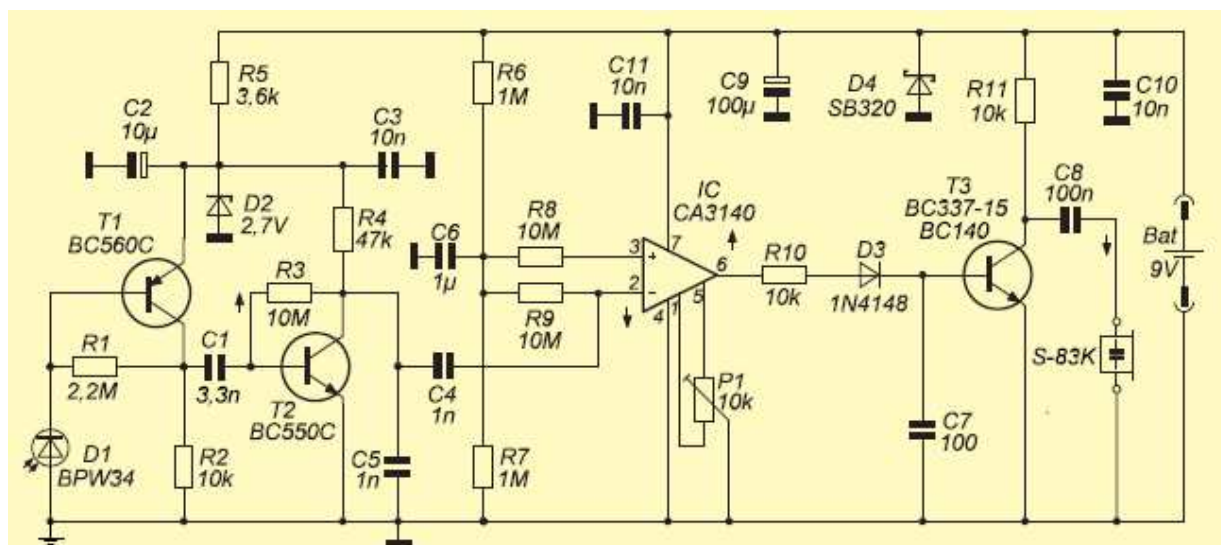 R5
3,6k
R6
1M
C11
10n
C9
100µ
D4
SB320
R11
10k
C10
10n
C2
10µ
C3
10n
D2
2,7V
R4
47k
T1
BC560C
C6
1µ
R8
10M
IC
CA3140
T3
BC337-15
BC140
C8
100n
Bat
9V
3
+
7
6
2
-
4
1
5
R3
10M
R9
10M
R10
10k
D3
1N4148
R1
2,2M
C1
3,3n
T2
BC550C
C4
1n
P1
10k
S-83K
D1
BPW34
R2
10k
C5
1n
R7
1M
C7
100